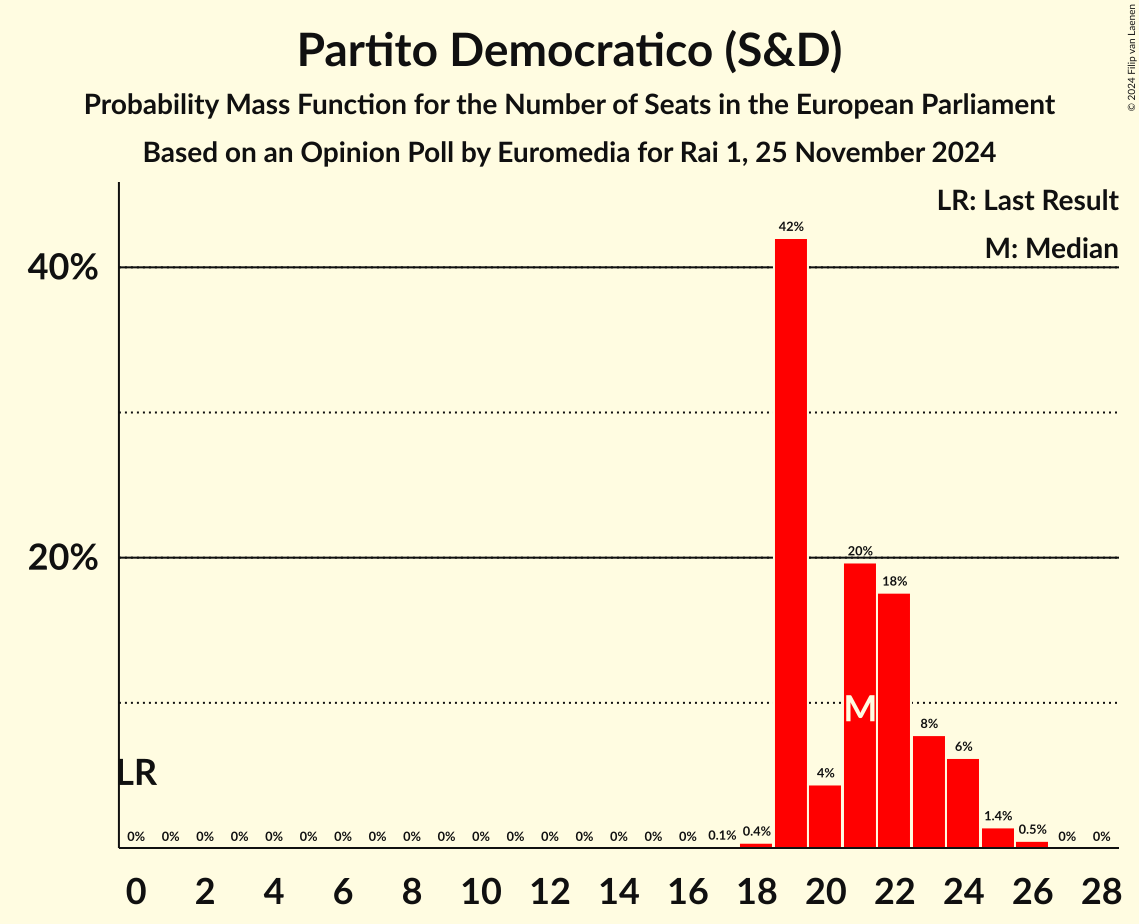 Partito Democratico (S&D)
Probability Mass Function for the Number of Seats in the European Parliament
Based on an Opinion Poll by Euromedia for Rai 1, 25 November 2024
© 2024 Filip van Laenen
LR: Last Result
M: Median
40%
20%
42%
20%
18%
M
8%
6%
4%
LR
0% 0% 0% 0% 0% 0% 0% 0% 0% 0% 0% 0% 0% 0% 0% 0% 0% 0.1% 0.4% 1.4% 0.5% 0% 0%
0 2 4 6 8 10 12 14 16 18 20 22 24 26 28